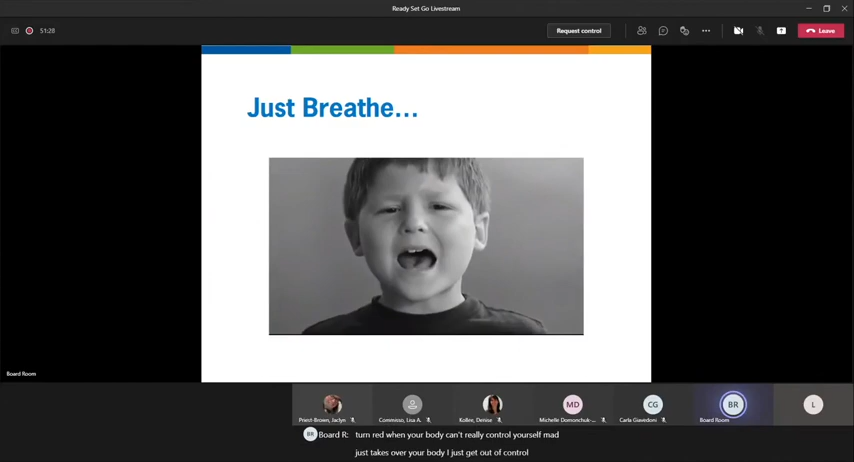 Ready Set Go Livestream
51:28
Request control
Leave
Just Breathe...
Board Room
Priest-Brown, Jaclyn
Commisso, Lisa A.
Kollee, Denise
MD
Michelle Domonchuk-...
CG
Carla Giavedoni
BR
Board Room
L
BR Board R: turn red when your body can't really control yourself mad
just takes over your body I just get out of control